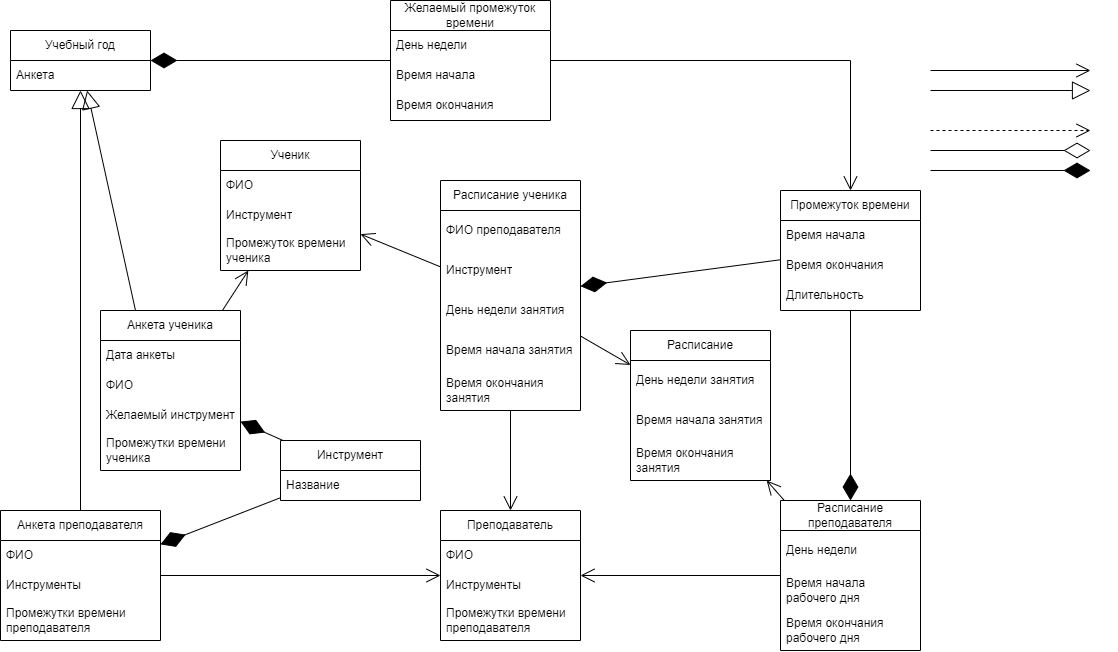 Желаемый промежуток
времени
День недели
Время начала
Время окончания
Учебный год
Анкета
Ученик
ФИО
Инструмент
Промежуток времени
ученика
Расписание ученика
ФИО преподавателя
Инструмент
День недели занятия
Время начала занятия
Время окончания
занятия
Промежуток времени
Время начала
Время окончания
Длительность
Анкета ученика
Дата анкеты
ФИО
Желаемый инструмент
Промежутки времени
ученика
Расписание
День недели занятия
Время начала занятия
Время окончания
занятия
Инструмент
Название
Анкета преподавателя
ФИО
Инструменты
Промежутки времени
преподавателя
Преподаватель
ФИО
Инструменты
Промежутки времени
преподавателя
Расписание
преподавателя
День недели
Время начала
рабочего дня
Время окончания
рабочего дня